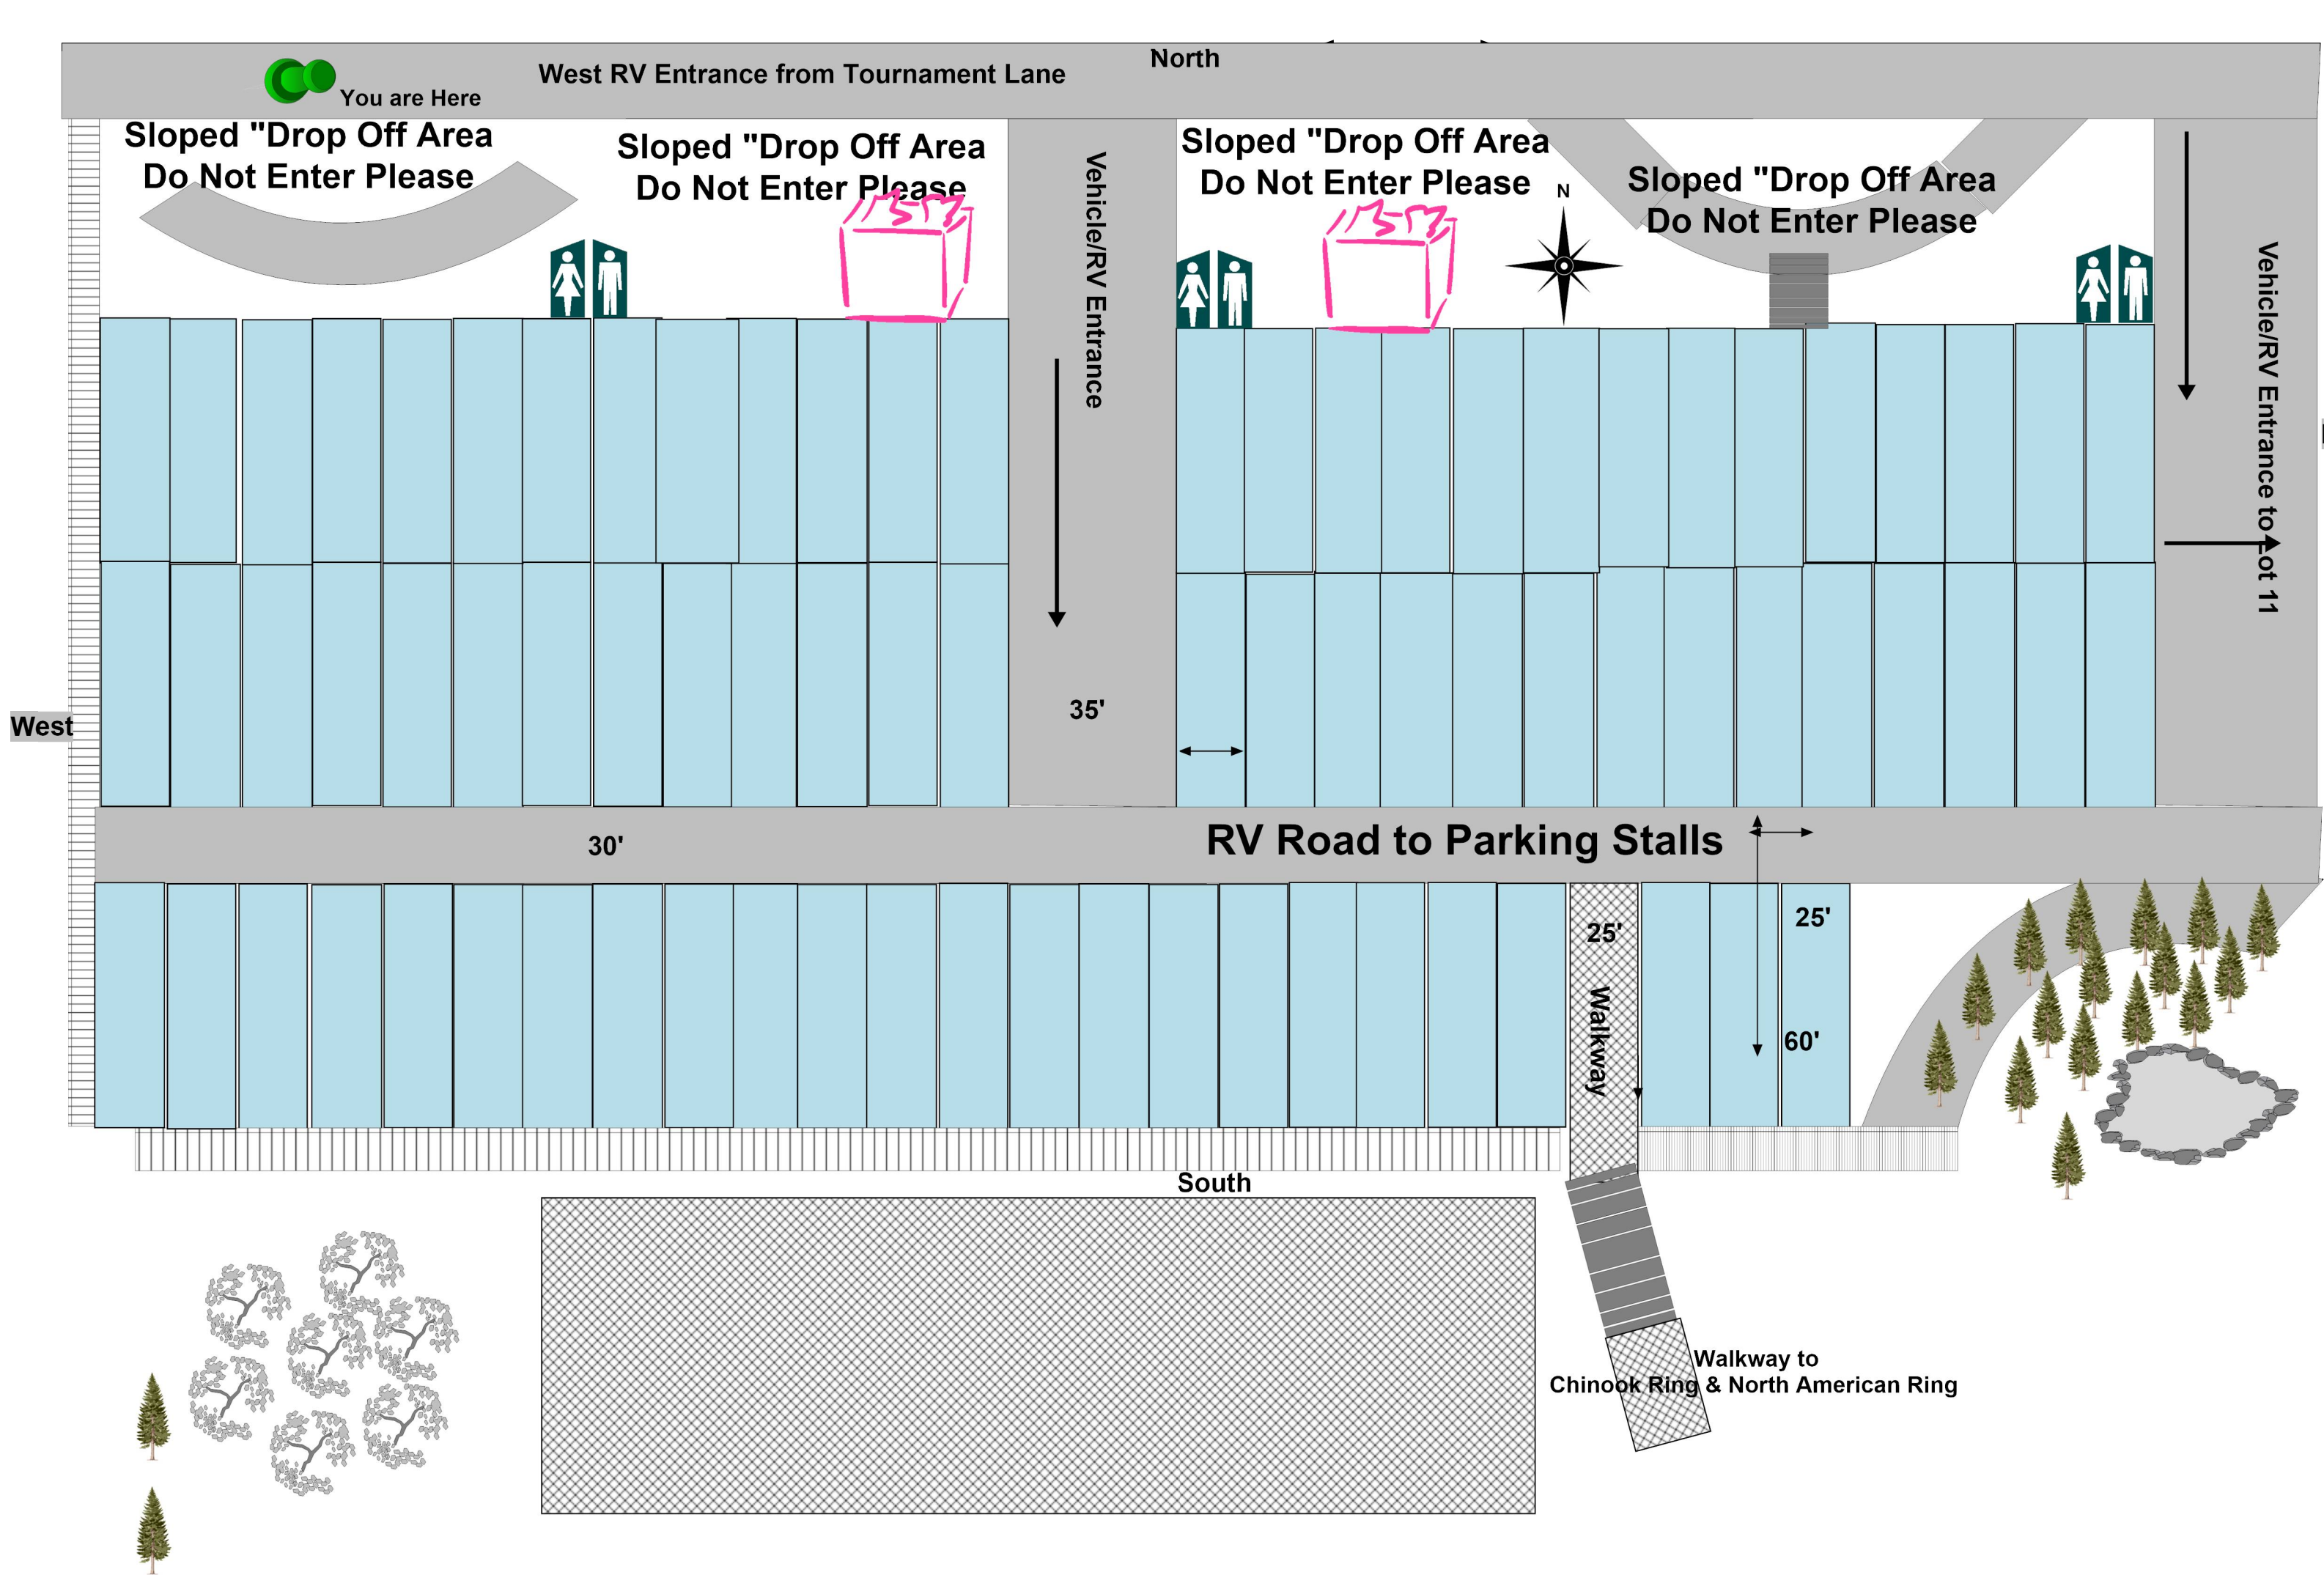 North
West RV Entrance from Tournament Lane
You are Here
Sloped "Drop Off Area
Do Not Enter Please
Sloped "Drop Off Area
Do Not Enter Please
Sloped "Drop Off Area
Do Not Enter Please
Sloped "Drop Off Area
Do Not Enter Please
N
Vehicle/RV Entrance
Vehicle/RV Entrance to Lot 11
35'
West
30'
RV Road to Parking Stalls
25'
25'
Walkway
60'
South
Walkway to
Chinook Ring & North American Ring